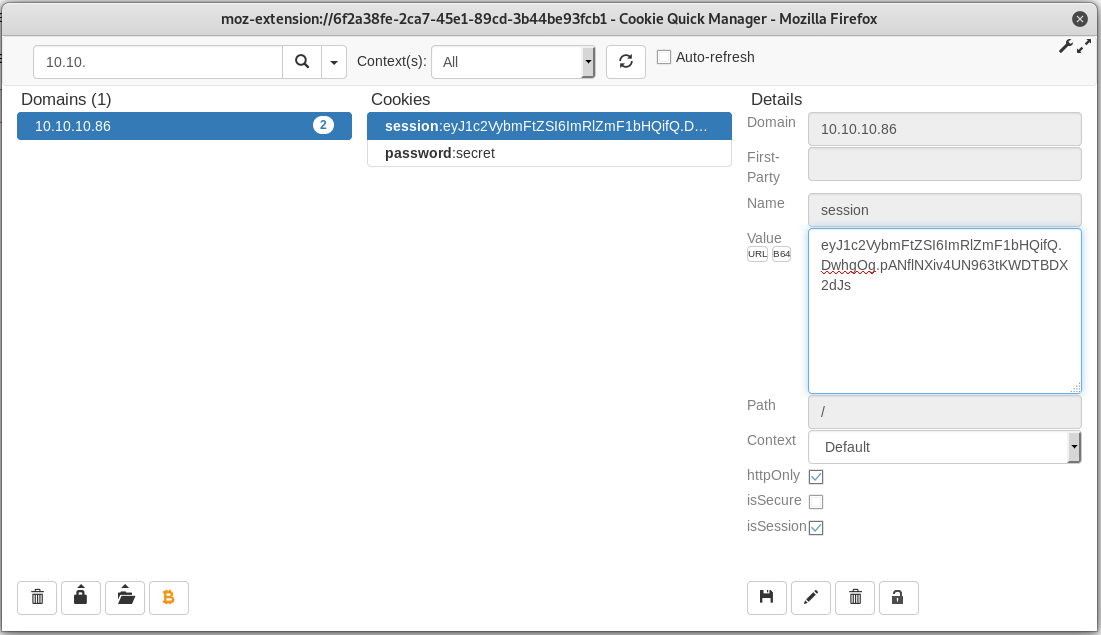 moz-extension://6f2a38fe-2ca7-45e1-89cd-3b44be93fcb1 - Cookie Quick Manager - Mozilla Firefox
10.10. Context(s): All Auto-refresh
Domains (1)
10.10.10.86 2
Cookies
session:eyJ1c2VybmFtZSI6ImRlZmF1bHQifQ.D…
password:secret
Details
Domain 10.10.10.86
First-
Party
Name session
Value
URL B64
eyJ1c2VybmFtZSI6ImRlZmF1bHQifQ.
DwhgOg.pANflNXiv4UN963tKWDTBDX
2dJs
Path /
Context Default
httpOnly
isSecure
isSession